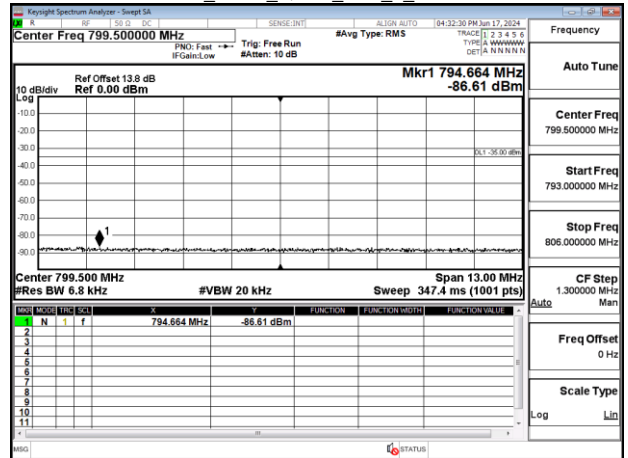 Keysight Spectrum Analyzer - Swept SA
R RF 50 Ω DC SENSE:INT ALIGN AUTO 04:32:30 PM Jun 17, 2024
Center Freq 799.500000 MHz #Avg Type: RMS TRACE 1 2 3 4 5 6
PNO: Fast Trig: Free Run TYPE A WWWWW
IFGain:Low #Atten: 10 dB DET A N N N N N
Frequency
Auto Tune
Center Freq
799.500000 MHz
Start Freq
793.000000 MHz
Stop Freq
806.000000 MHz
CF Step
1.300000 MHz
Auto Man
Freq Offset
0 Hz
Scale Type
Log Lin
Ref Offset 13.8 dB Mkr1 794.664 MHz
10 dB/div Ref 0.00 dBm -86.61 dBm
Log
-10.0
-20.0
-30.0
DL1 -35.00 dBm
-40.0
-50.0
-60.0
-70.0
-80.0
1
-90.0
Center 799.500 MHz Span 13.00 MHz
#Res BW 6.8 kHz #VBW 20 kHz Sweep 347.4 ms (1001 pts)
MKR MODE TRC SCL X Y FUNCTION FUNCTION WIDTH FUNCTION VALUE
1 N 1 f 794.664 MHz -86.61 dBm
2
3
4
5
6
7
8
9
10
11
MSG STATUS